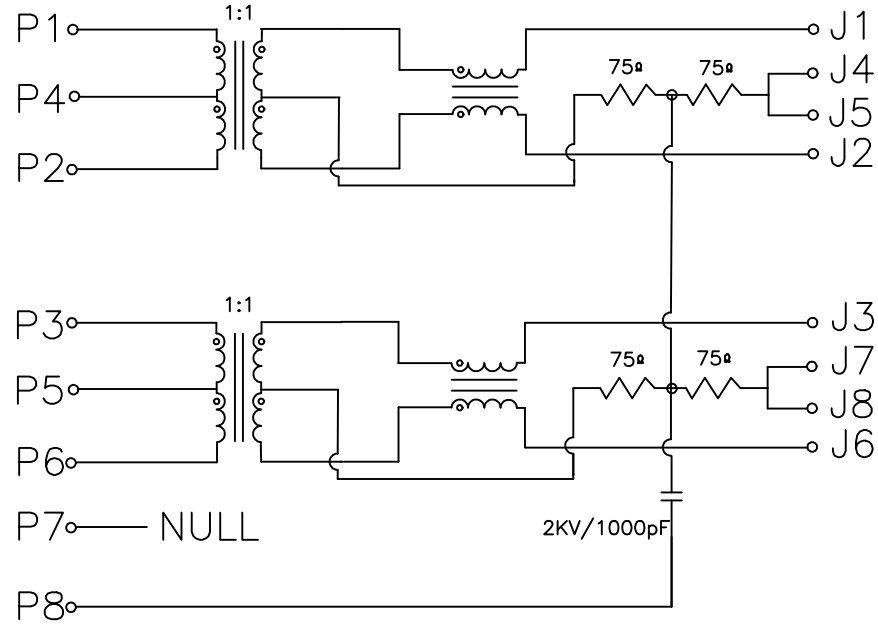 1:1
P1 J1
75Ω 75Ω J4
P4
J5
P2 J2
1:1
P3 J3
75Ω 75Ω J7
P5
J8
P6 J6
P7 NULL
2KV/1000pF
P8